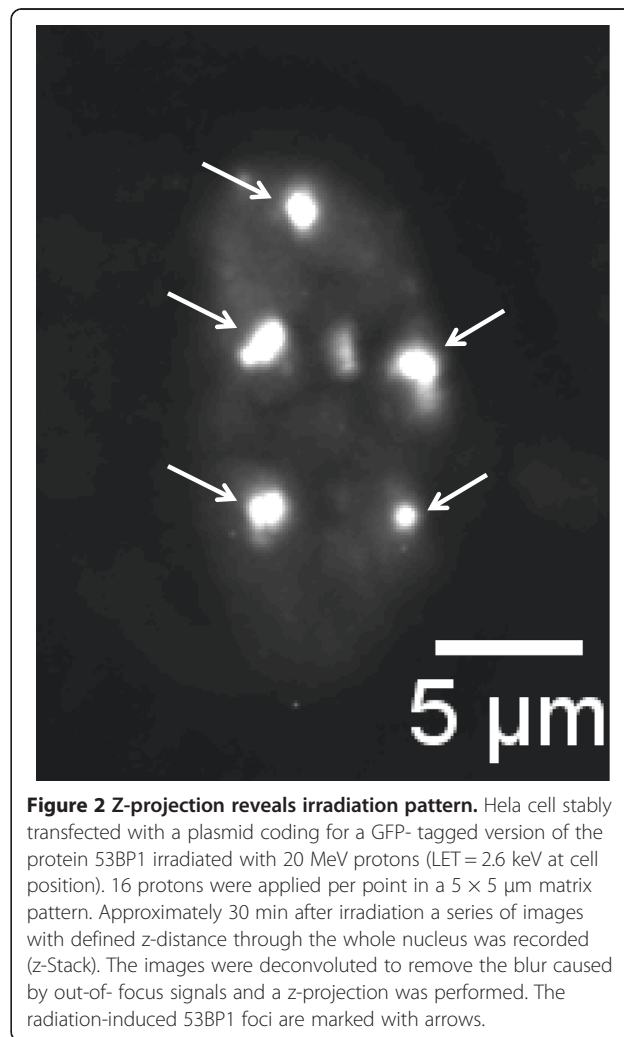 5 µm
Figure 2 Z-projection reveals irradiation pattern. Hela cell stably
transfected with a plasmid coding for a GFP- tagged version of the
protein 53BP1 irradiated with 20 MeV protons (LET = 2.6 keV at cell
position). 16 protons were applied per point in a 5 × 5 µm matrix
pattern. Approximately 30 min after irradiation a series of images
with defined z-distance through the whole nucleus was recorded
(z-Stack). The images were deconvoluted to remove the blur caused
by out-of- focus signals and a z-projection was performed. The
radiation-induced 53BP1 foci are marked with arrows.